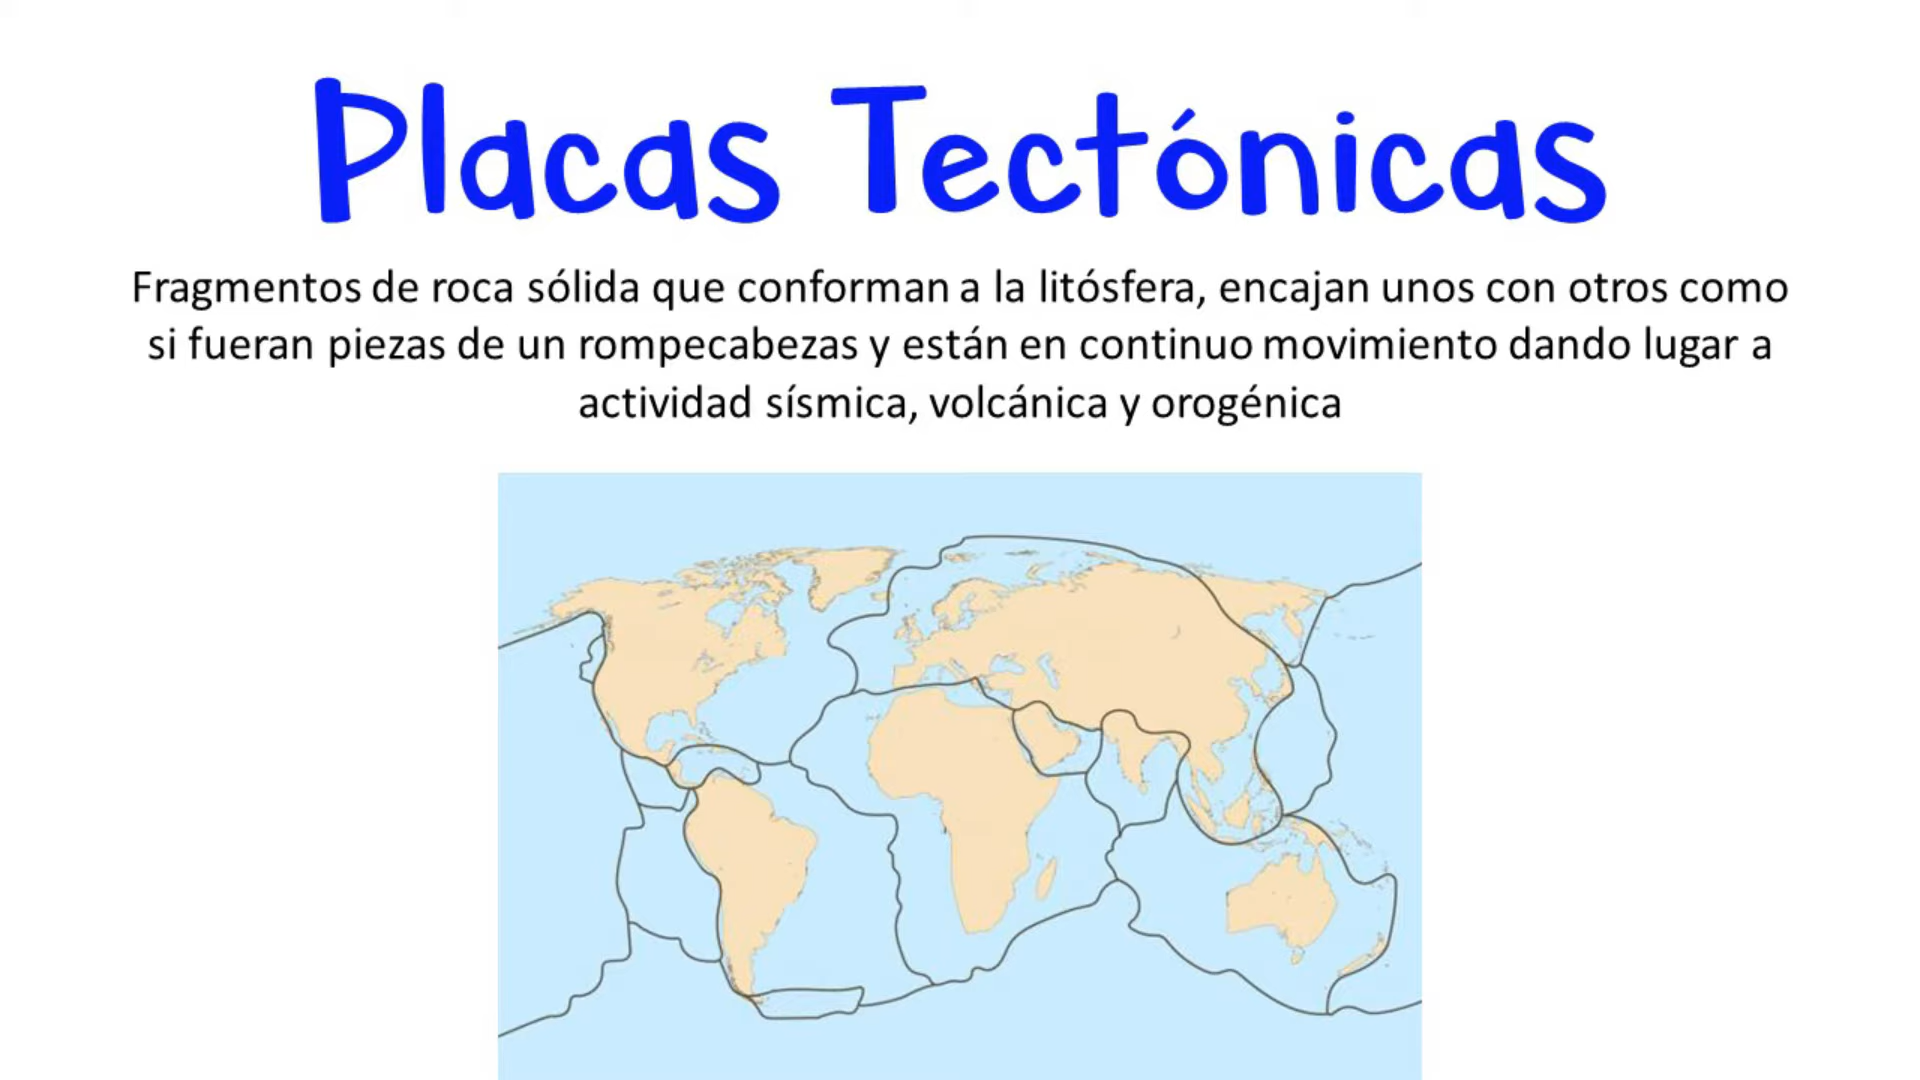 Placas Tectónicas
Fragmentos de roca sólida que conforman a la litósfera, encajan unos con otros como
si fueran piezas de un rompecabezas y están en continuo movimiento dando lugar a
actividad sísmica, volcánica y orogénica